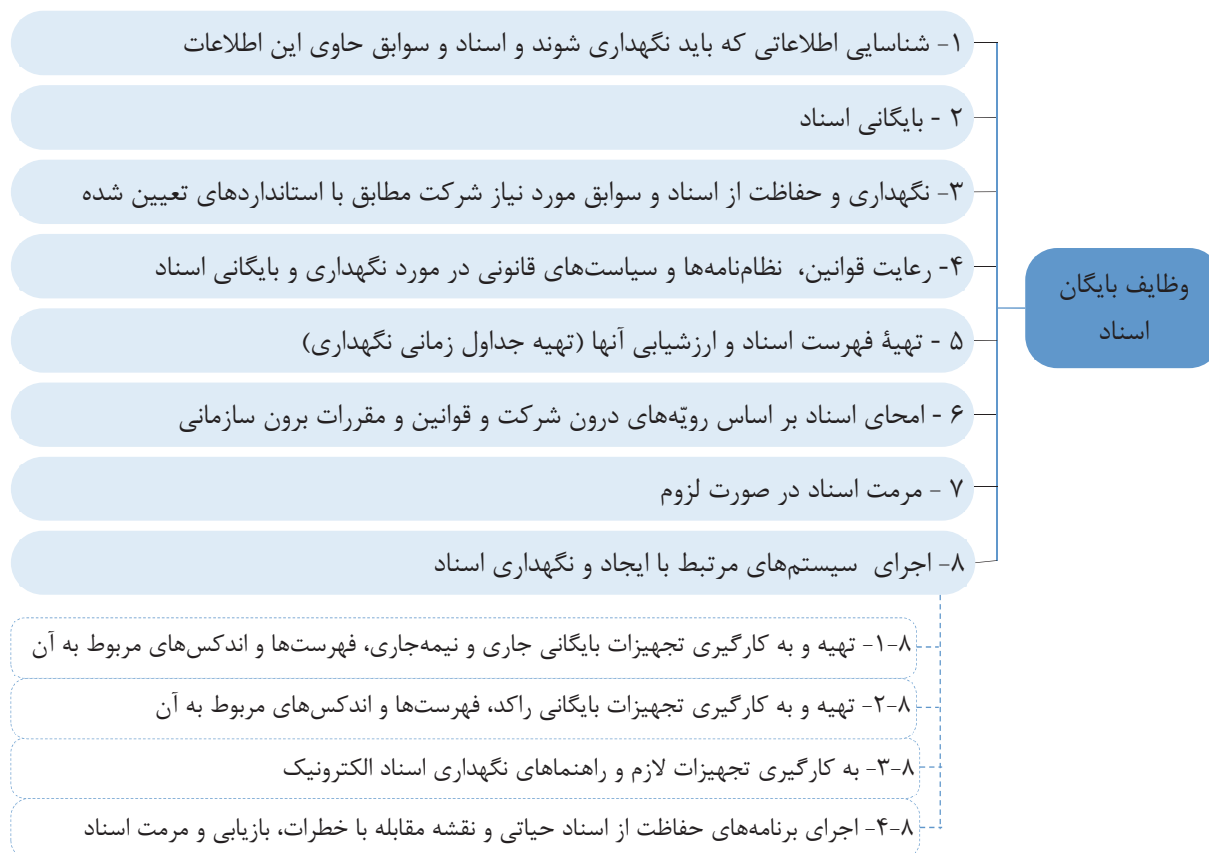 وظایف بایگان
اسناد
۱- شناسایی اطلاعاتی که باید نگهداری شوند و اسناد و سوابق حاوی این اطلاعات
۲ - بایگانی اسناد
۳- نگهداری و حفاظت از اسناد و سوابق مورد نیاز شرکت مطابق با استانداردهای تعیین شده
۴- رعایت قوانین، نظام‌نامه‌ها و سیاست‌های قانونی در مورد نگهداری و بایگانی اسناد
۵ - تهیهٔ فهرست اسناد و ارزشیابی آنها (تهیه جداول زمانی نگهداری)
۶ - امحای اسناد بر اساس رویّه‌های درون شرکت و قوانین و مقررات برون سازمانی
۷ - مرمت اسناد در صورت لزوم
۸- اجرای سیستم‌های مرتبط با ایجاد و نگهداری اسناد
۸-۱- تهیه و به کارگیری تجهیزات بایگانی جاری و نیمه‌جاری، فهرست‌ها و اندکس‌های مربوط به آن
۸-۲- تهیه و به کارگیری تجهیزات بایگانی راکد، فهرست‌ها و اندکس‌های مربوط به آن
۸-۳- به کارگیری تجهیزات لازم و راهنماهای نگهداری اسناد الکترونیک
۸-۴- اجرای برنامه‌های حفاظت از اسناد حیاتی و نقشه مقابله با خطرات، بازیابی و مرمت اسناد